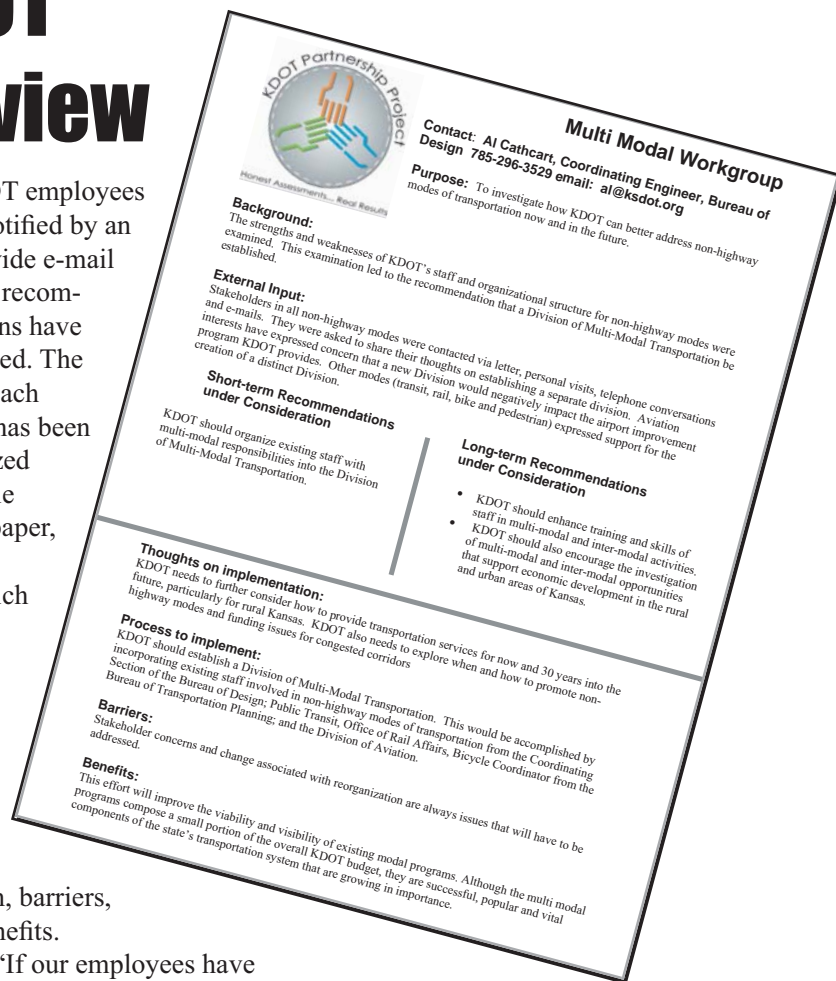 view
employees
otified by an
vide e-mail
recom-
ns have
ed. The
ach
has been
zed
paper,
ch
barriers,
nefits.
"If our employees have
KDOT Partnership Project
Honest Assessments... Real Results
Multi Modal Workgroup
Contact: Al Cathcart, Coordinating Engineer, Bureau of
Design 785-296-3529 email: al@ksdot.org
Purpose: To investigate how KDOT can better address non-highway
modes of transportation now and in the future.
Background:
The strengths and weaknesses of KDOT's staff and organizational structure for non-highway modes were
examined. This examination led to the recommendation that a Division of Multi-Modal Transportation be
established.
External Input:
Stakeholders in all non-highway modes were contacted via letter, personal visits, telephone conversations
and e-mails. They were asked to share their thoughts on establishing a separate division. Aviation
interests have expressed concern that a new Division would negatively impact the airport improvement
program KDOT provides. Other modes (transit, rail, bike and pedestrian) expressed support for the
creation of a distinct Division.
Short-term Recommendations
under Consideration
KDOT should organize existing staff with
multi-modal responsibilities into the Division
of Multi-Modal Transportation.
Long-term Recommendations
under Consideration
• KDOT should enhance training and skills of
staff in multi-modal and inter-modal activities.
• KDOT should also encourage the investigation
of multi-modal and inter-modal opportunities
that support economic development in the rural
and urban areas of Kansas.
Thoughts on implementation:
KDOT needs to further consider how to provide transportation services for now and 30 years into the
future, particularly for rural Kansas. KDOT also needs to explore when and how to promote non-
highway modes and funding issues for congested corridors
Process to implement:
KDOT should establish a Division of Multi-Modal Transportation. This would be accomplished by
incorporating existing staff involved in non-highway modes of transportation from the Coordinating
Section of the Bureau of Design; Public Transit, Office of Rail Affairs, Bicycle Coordinator from the
Bureau of Transportation Planning; and the Division of Aviation.
Barriers:
Stakeholder concerns and change associated with reorganization are always issues that will have to be
addressed.
Benefits:
This effort will improve the viability and visibility of existing modal programs. Although the multi modal
programs compose a small portion of the overall KDOT budget, they are successful, popular and vital
components of the state's transportation system that are growing in importance.